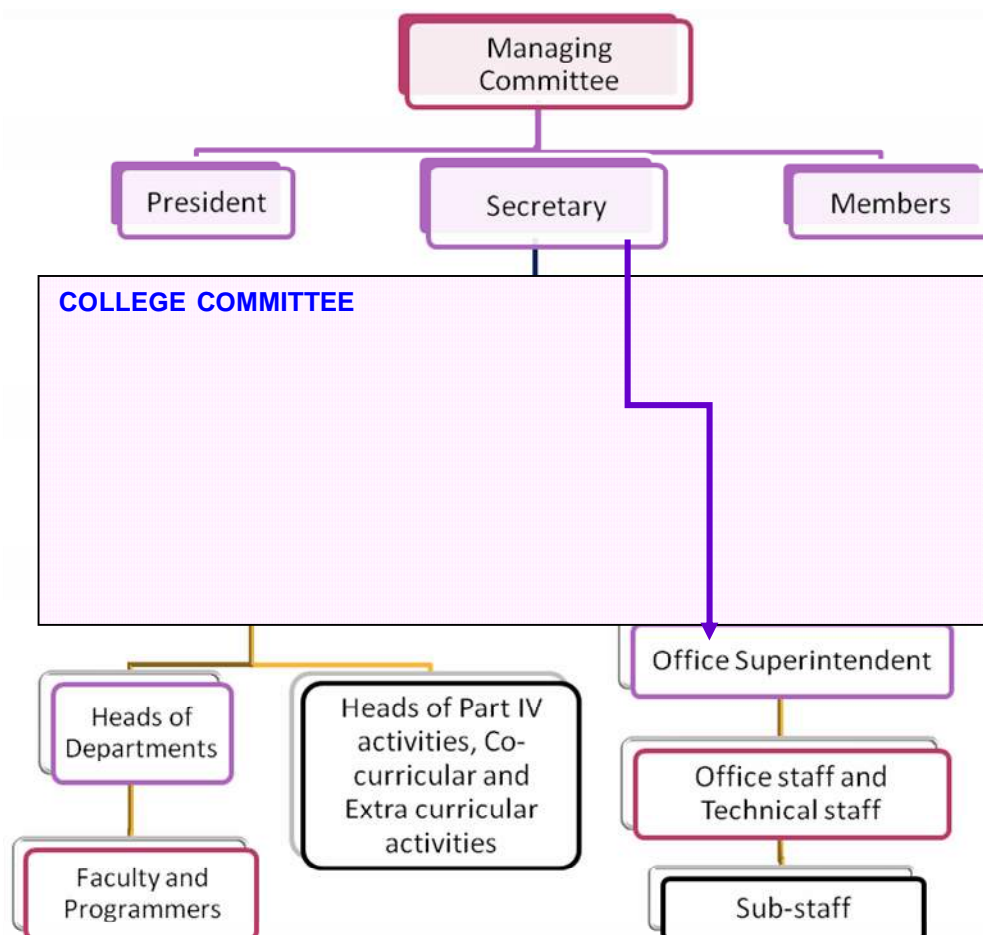 Managing
Committee
President
Secretary
Members
COLLEGE COMMITTEE
Office Superintendent
Heads of
Departments
Heads of Part IV
activities, Co-
curricular and
Extra curricular
activities
Office staff and
Technical staff
Faculty and
Programmers
Sub-staff